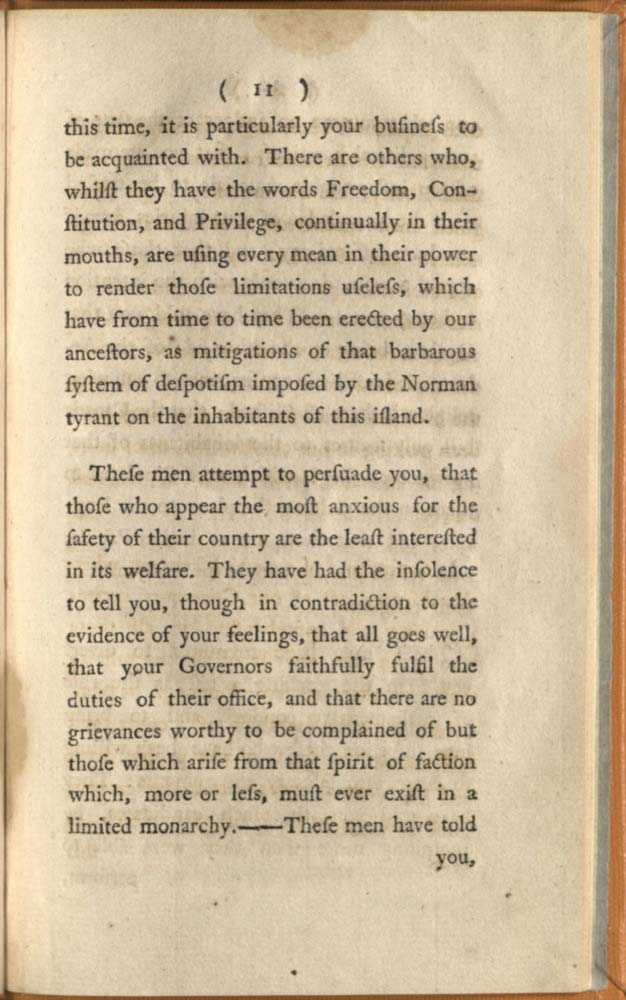 ( 11 )
this time, it is particularly your buſineſs to
be acquainted with. There are others who,
whilſt they have the words Freedom, Con-
ſtitution, and Privilege, continually in their
mouths, are uſing every mean in their power
to render thoſe limitations uſeleſs, which
have from time to time been erected by our
anceſtors, as mitigations of that barbarous
ſyſtem of deſpotiſm impoſed by the Norman
tyrant on the inhabitants of this iſland.
Theſe men attempt to perſuade you, that
thoſe who appear the moſt anxious for the
ſafety of their country are the leaſt intereſted
in its welfare. They have had the inſolence
to tell you, though in contradiction to the
evidence of your feelings, that all goes well,
that your Governors faithfully fulfil the
duties of their office, and that there are no
grievances worthy to be complained of but
thoſe which ariſe from that ſpirit of faction
which, more or leſs, muſt ever exiſt in a
limited monarchy.——Theſe men have told
you,